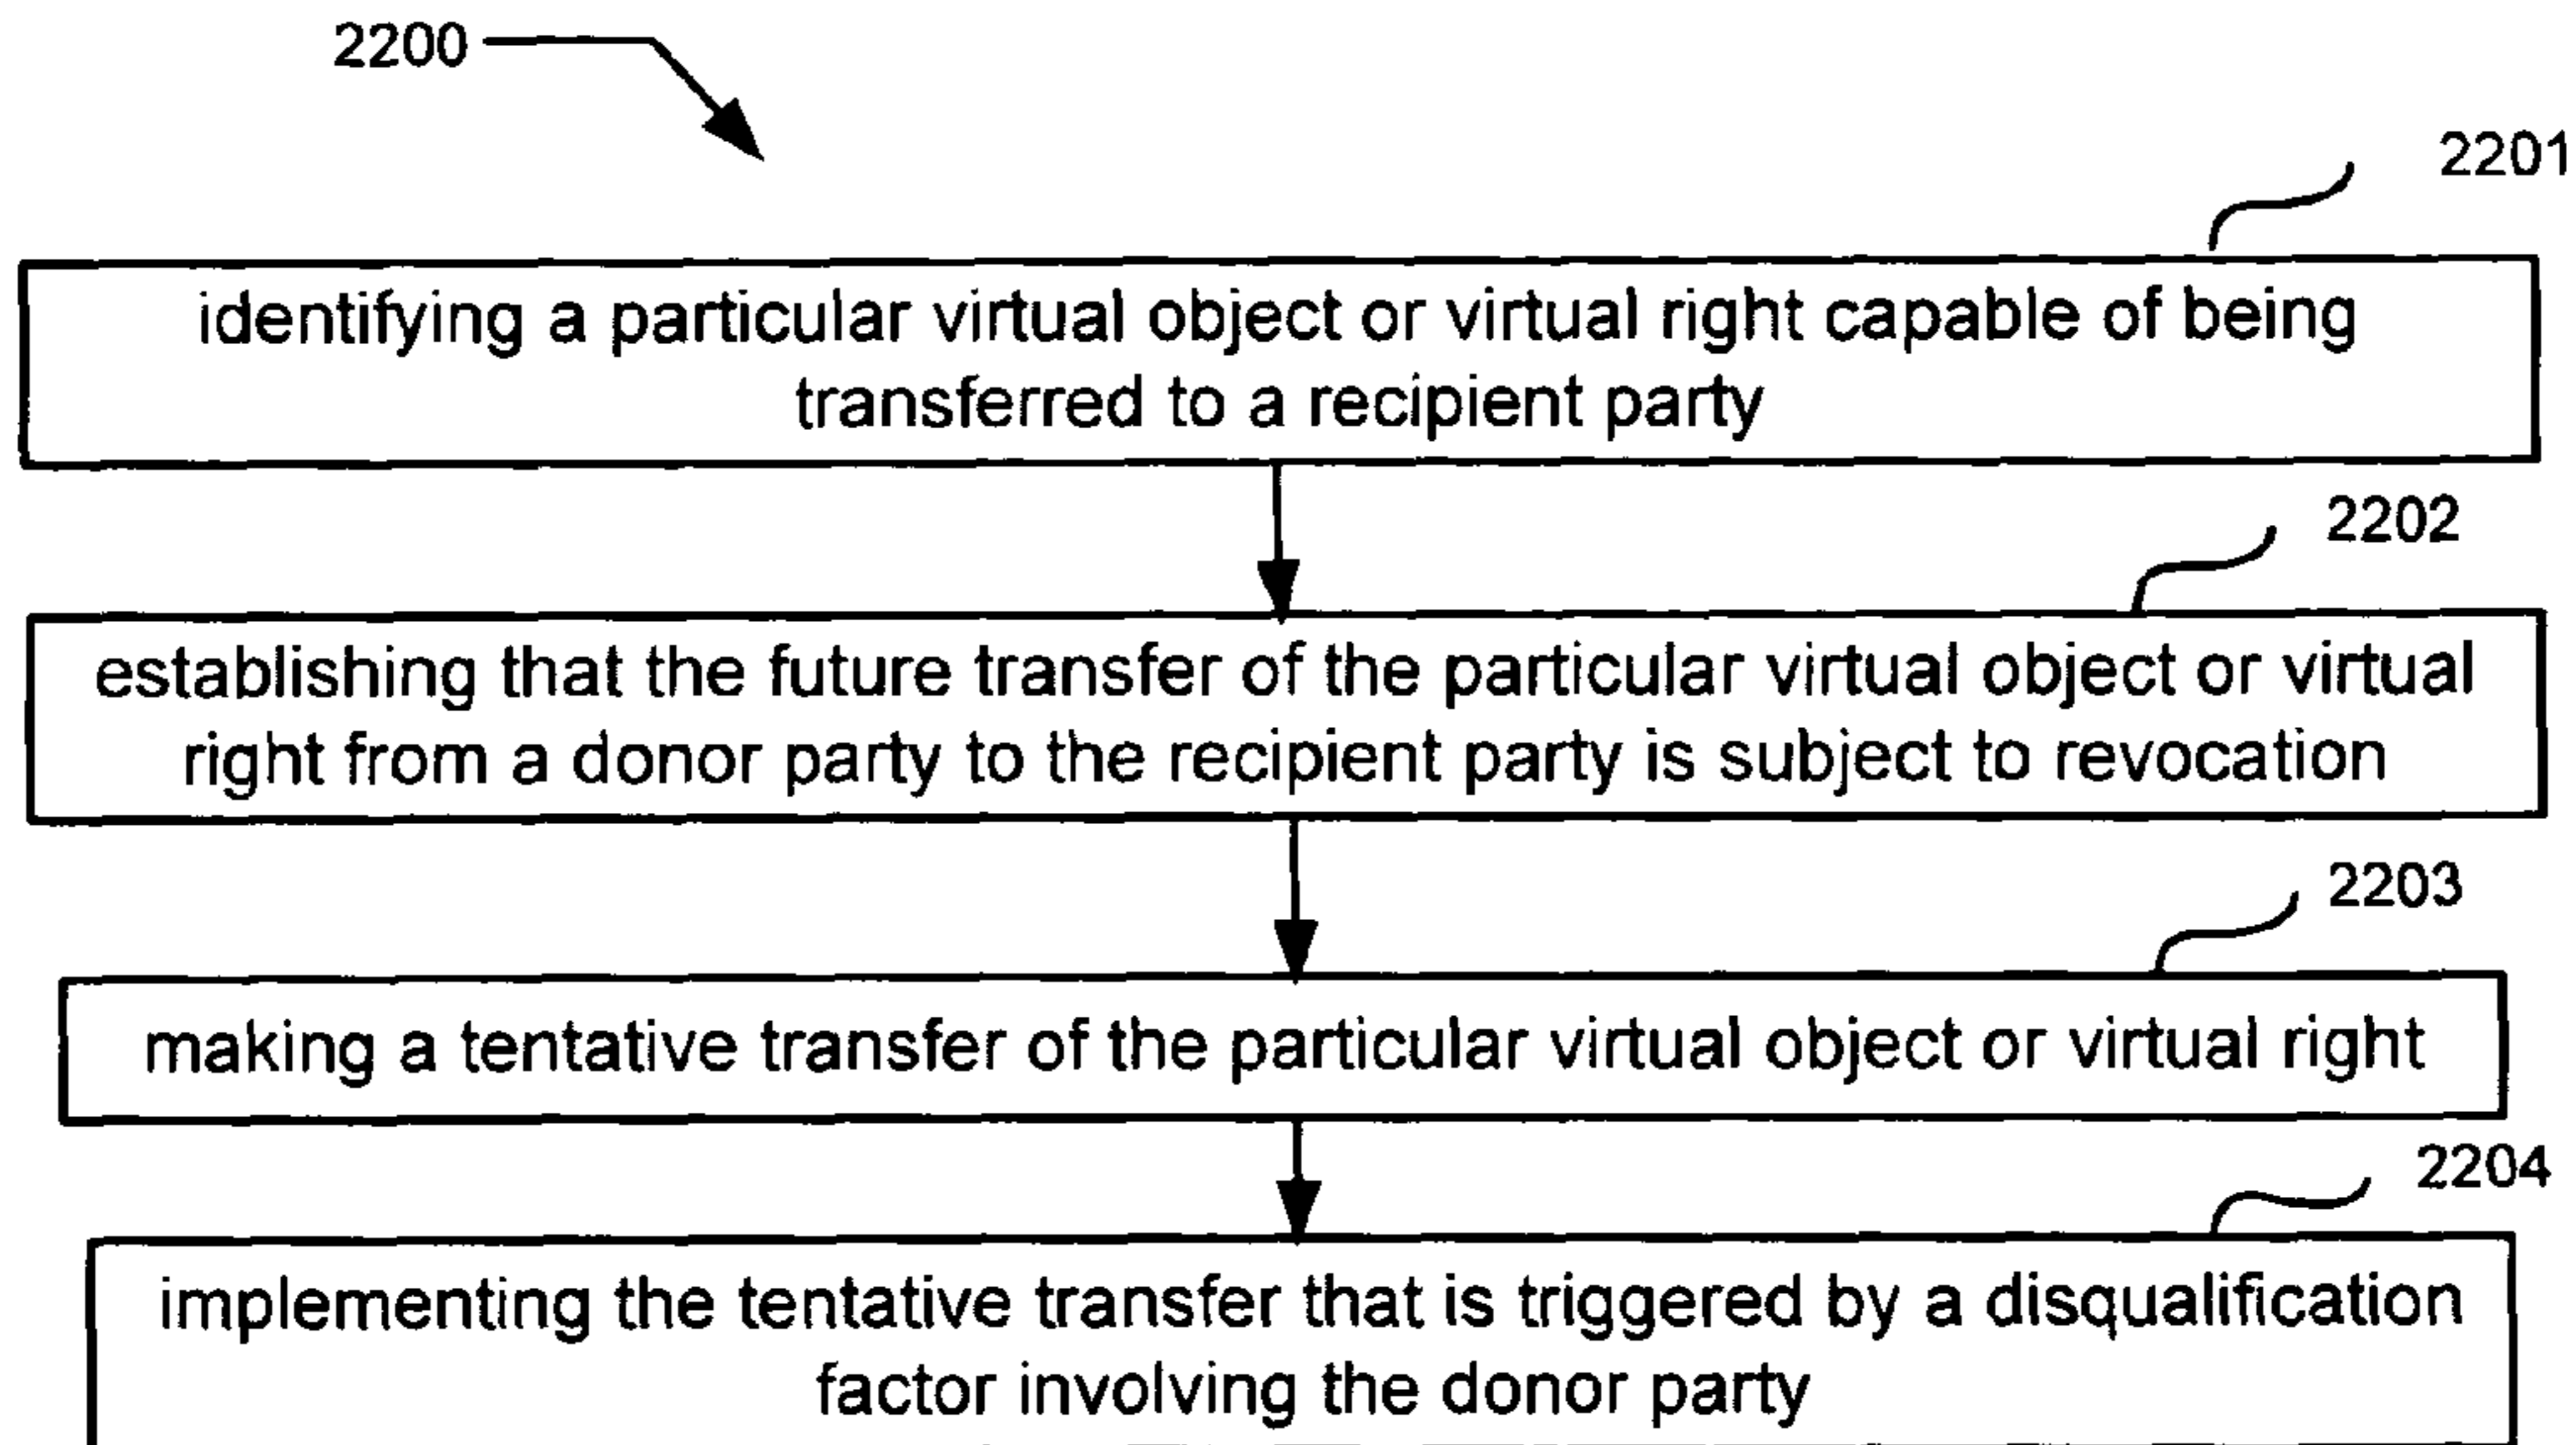 2200
2201
identifying a particular virtual object or virtual right capable of being
transferred to a recipient party
2202
establishing that the future transfer of the particular virtual object or virtual
right from a donor party to the recipient party is subject to revocation
2203
making a tentative transfer of the particular virtual object or virtual right
2204
implementing the tentative transfer that is triggered by a disqualification
factor involving the donor party